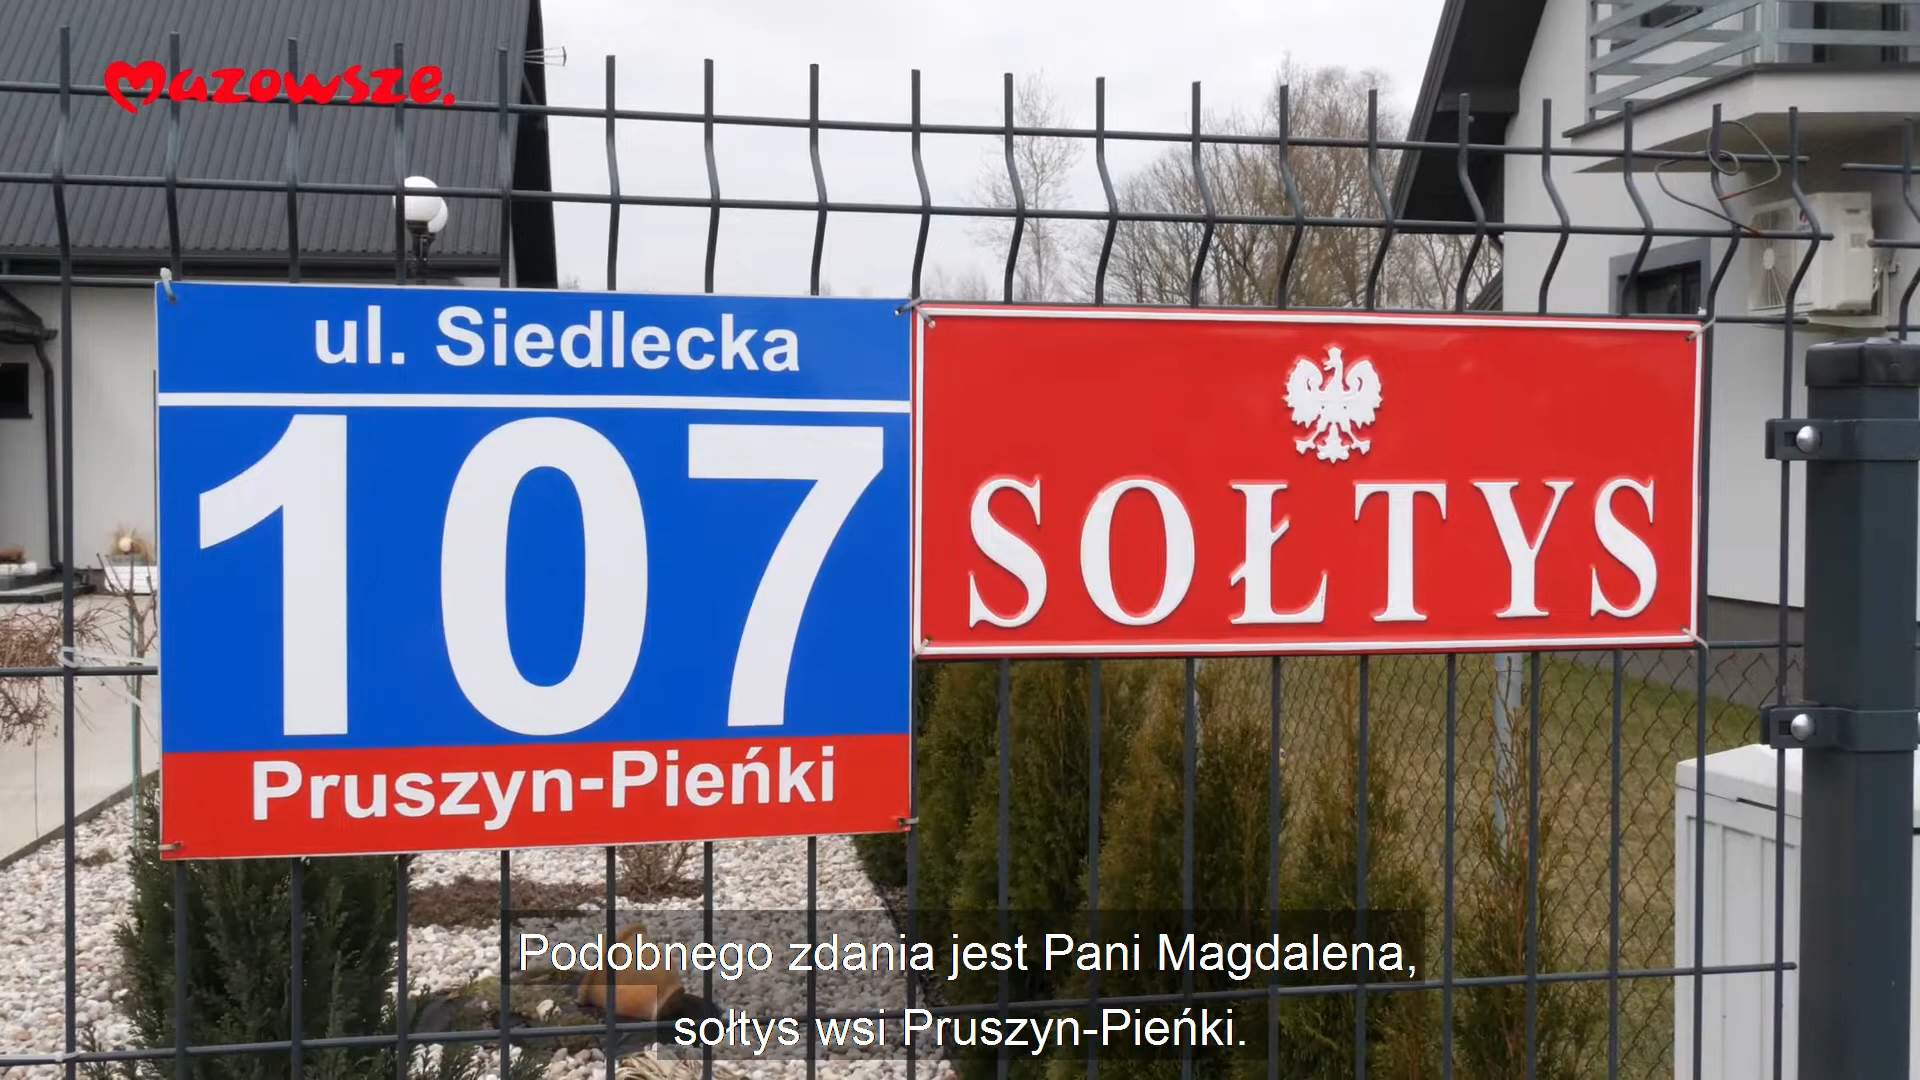 Mazowsze.
ul. Siedlecka
107
Pruszyn-Pieńki
SOŁTYS
Podobnego zdania jest Pani Magdalena,
sołtys wsi Pruszyn-Pieńki.